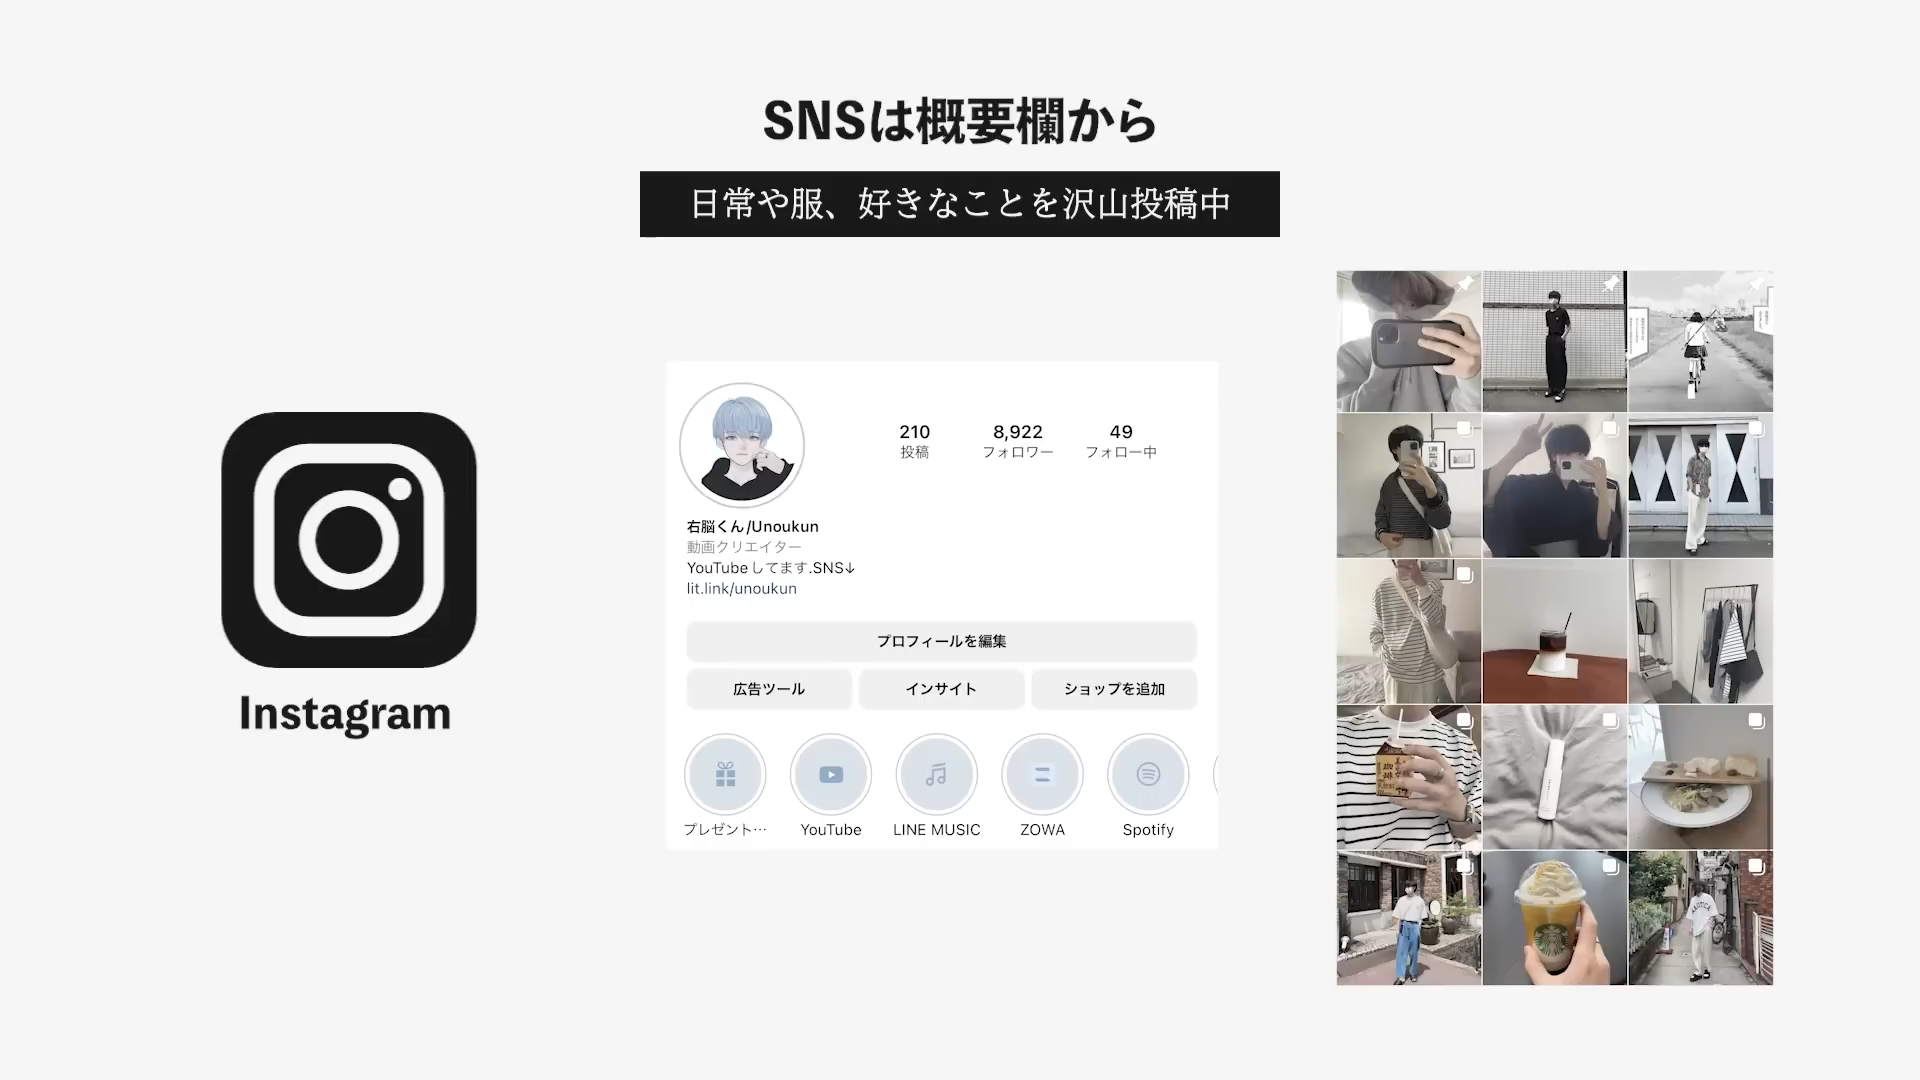 SNSは概要欄から
日常や服、好きなことを沢山投稿中
Instagram
210
投稿
8,922
フォロワー
49
フォロー中
右脳くん/Unoukun
動画クリエイター
YouTubeしてます.SNS↓
lit.link/unoukun
プロフィールを編集
広告ツール
インサイト
ショップを追加
プレゼント…
YouTube
LINE MUSIC
ZOWA
Spotify
珈琲